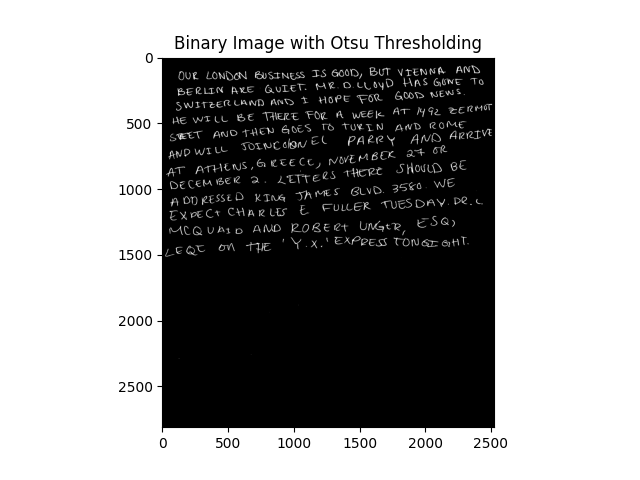 Binary Image with Otsu Thresholding
0
500
1000
1500
2000
2500
OUR LONDON BUSINESS IS GOOD, BUT VIENNA AND
BERLIN ARE QUIET. MR. D. LLOYD HAS GONE TO
SWITZERLAND AND I HOPE FOR GOOD NEWS.
HE WILL BE THERE FOR A WEEK AT 1492 ZERMOT
AND THEN GOES TO TURIN AND ROME
AND WILL JOIN COLONEL PARRY AND ARRIVE
AT ATHENS, GREECE, NOVEMBER 27 OR
DECEMBER 2. LETTERS THERE SHOULD BE
ADDRESSED KING JAMES BLVD. 3580. WE
EXPECT CHARLES E FULLER TUESDAY. DR. L
MCQUAID AND ROBERT UNGER, ESQ,
ON THE 'Y.X.' EXPRESS TONIGHT.
0 500 1000 1500 2000 2500